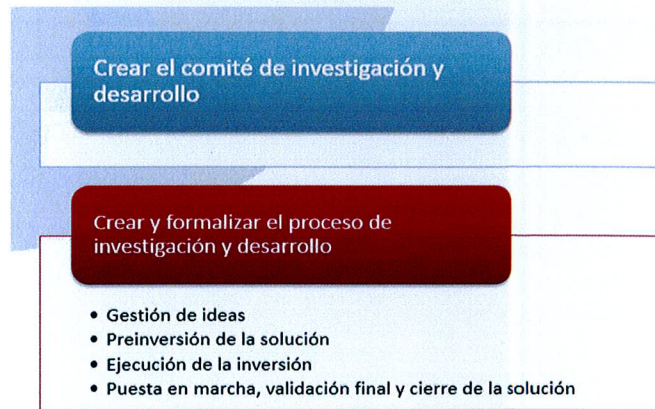 Crear el comité de investigación y
desarrollo
Crear y formalizar el proceso de
investigación y desarrollo
• Gestión de ideas
• Preinversión de la solución
• Ejecución de la inversión
• Puesta en marcha, validación final y cierre de la solución